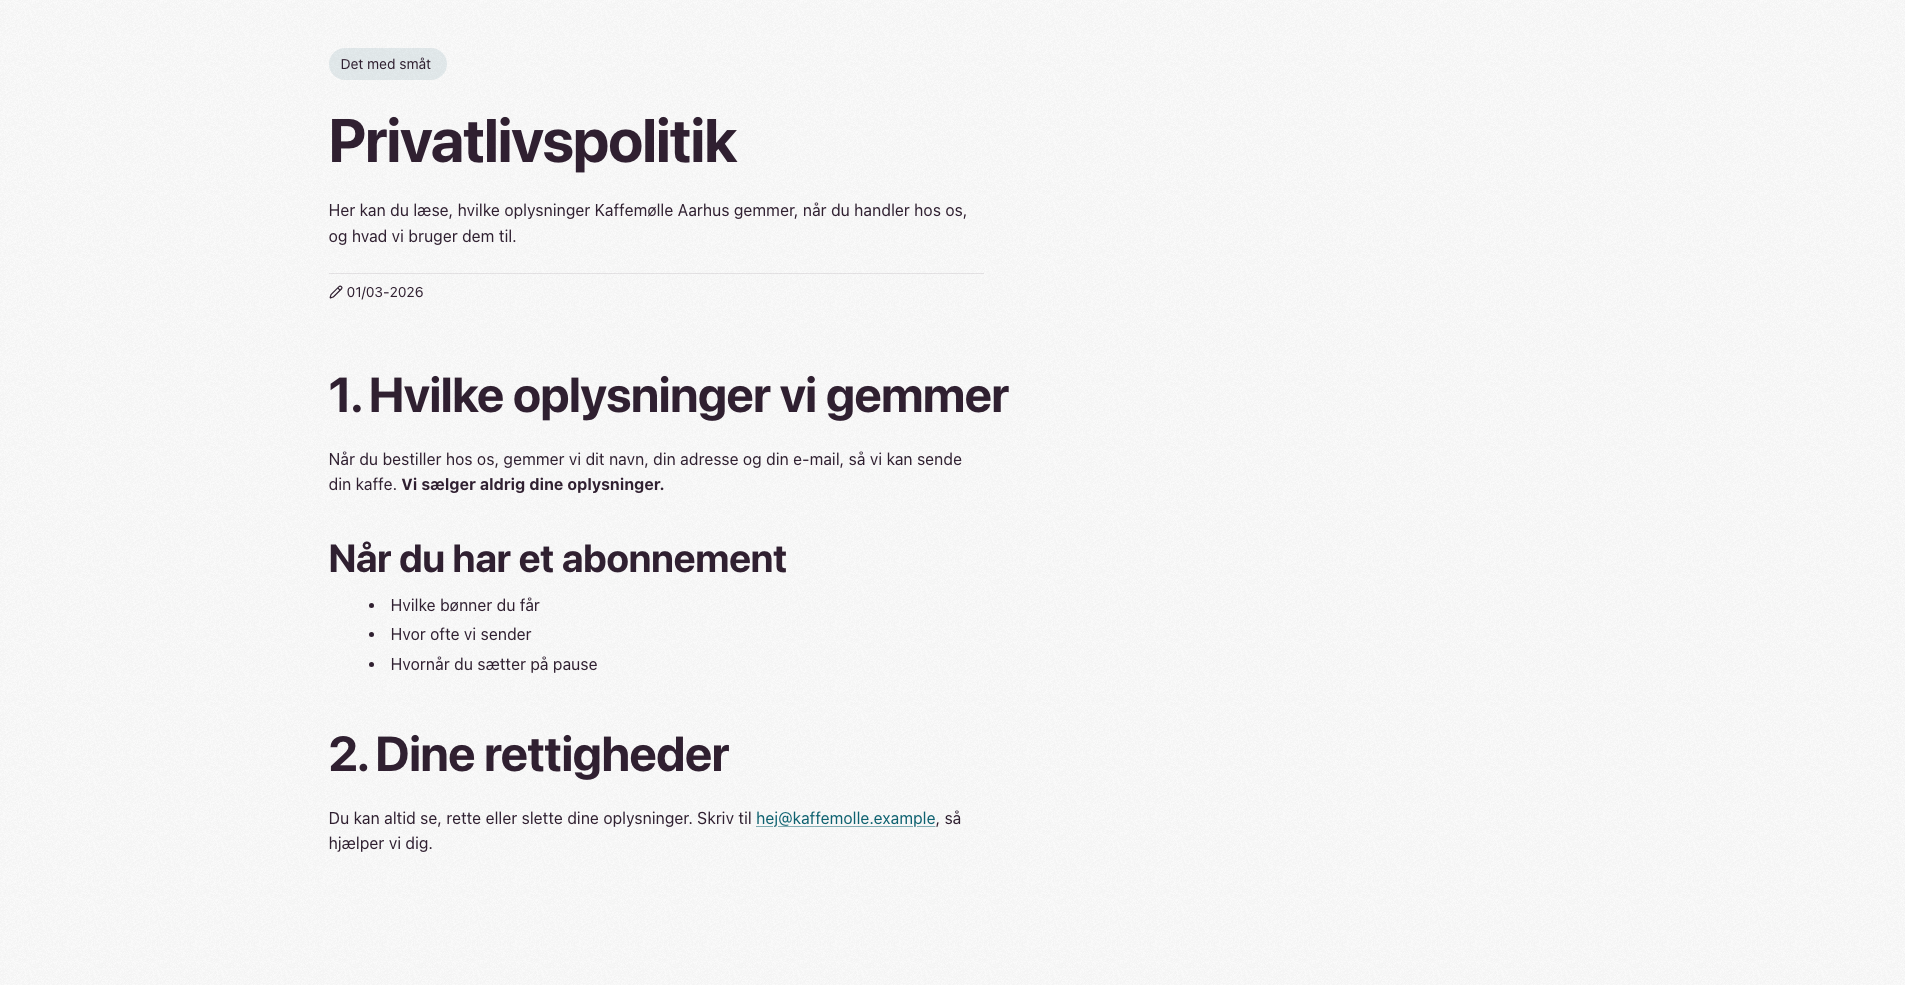 Det med småt
Privatlivspolitik
Her kan du læse, hvilke oplysninger Kaffemølle Aarhus gemmer, når du handler hos os,
og hvad vi bruger dem til.
01/03-2026
1. Hvilke oplysninger vi gemmer
Når du bestiller hos os, gemmer vi dit navn, din adresse og din e-mail, så vi kan sende
din kaffe. Vi sælger aldrig dine oplysninger.
Når du har et abonnement
• Hvilke bønner du får
• Hvor ofte vi sender
• Hvornår du sætter på pause
2. Dine rettigheder
Du kan altid se, rette eller slette dine oplysninger. Skriv til hej@kaffemolle.example, så
hjælper vi dig.